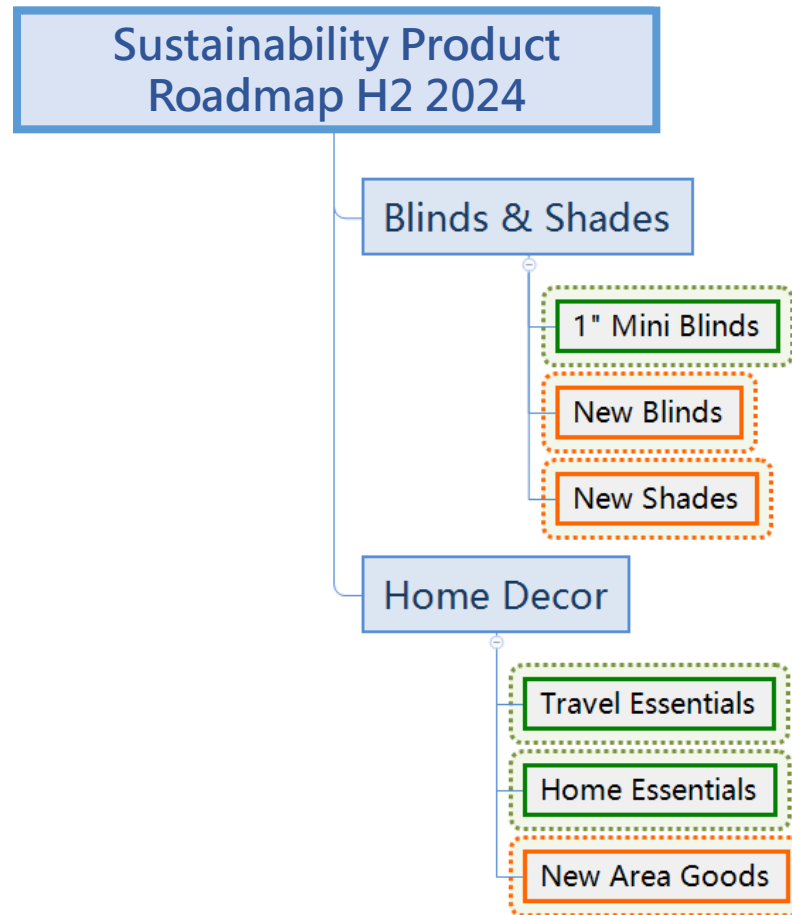 Sustainability Product
Roadmap H2 2024
Blinds & Shades
1" Mini Blinds
New Blinds
New Shades
Home Decor
Travel Essentials
Home Essentials
New Area Goods